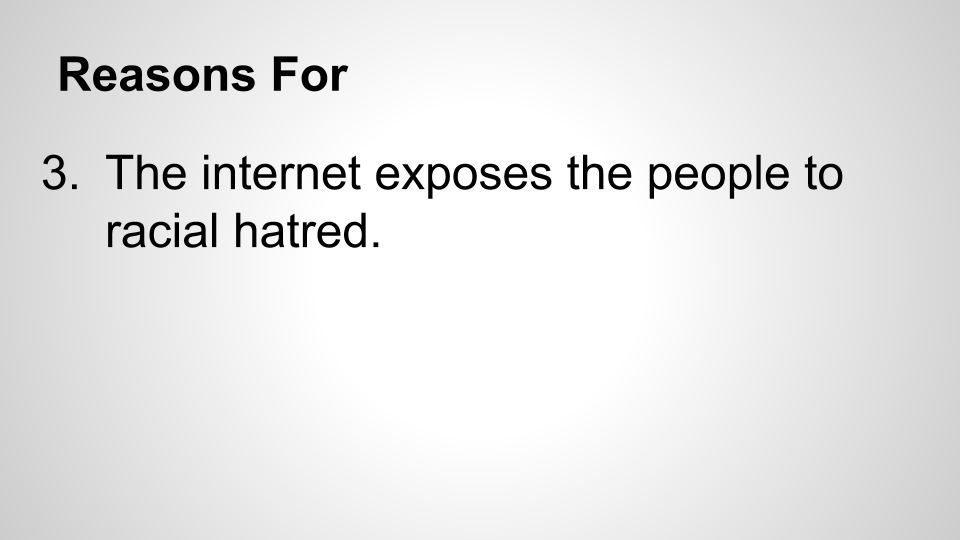 Reasons For
3. The internet exposes the people to
racial hatred.